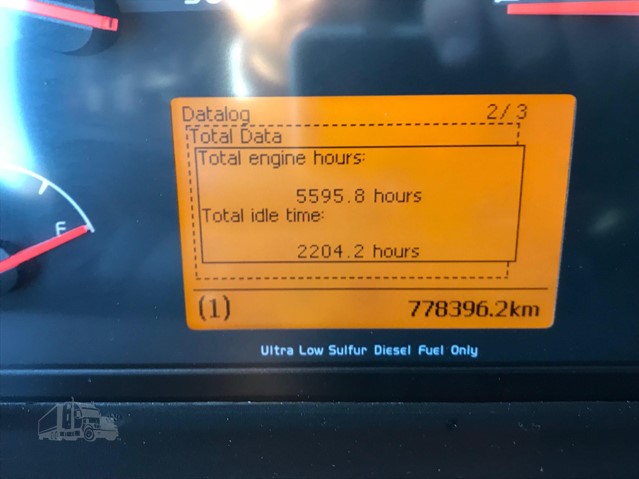 Datalog 2/3
Total Data
Total engine hours:
5595.8 hours
Total idle time:
2204.2 hours
(1) 778396.2km
F
Ultra Low Sulfur Diesel Fuel Only